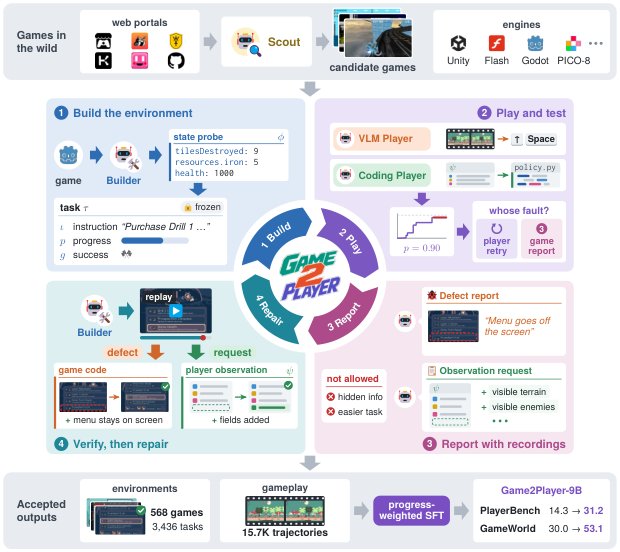 Games in the wild
web portals
Scout
candidate games
engines
Unity
Flash
Godot
PICO-8
1 Build the environment
game
Builder
state probe ϕ
tilesDestroyed: 9
resources.iron: 5
health: 1000
task τ
frozen
ι instruction "Purchase Drill 1 ..."
p progress
g success
2 Play and test
VLM Player
↑ Space
Coding Player
ψ
policy.py
p = 0.90
whose fault?
player retry
3 game report
1 Build
2 Play
3 Report
4 Repair
GAME 2 PLAYER
Builder
replay
defect
request
game code
+ menu stays on screen
player observation ψ
+ fields added
4 Verify, then repair
not allowed
hidden info
easier task
Defect report
"Menu goes off the screen"
Observation request
ψ
+ visible terrain
+ visible enemies
3 Report with recordings
Accepted outputs
environments
568 games
3,436 tasks
gameplay
15.7K trajectories
progress-weighted SFT
Game2Player-9B
PlayerBench 14.3 → 31.2
GameWorld 30.0 → 53.1